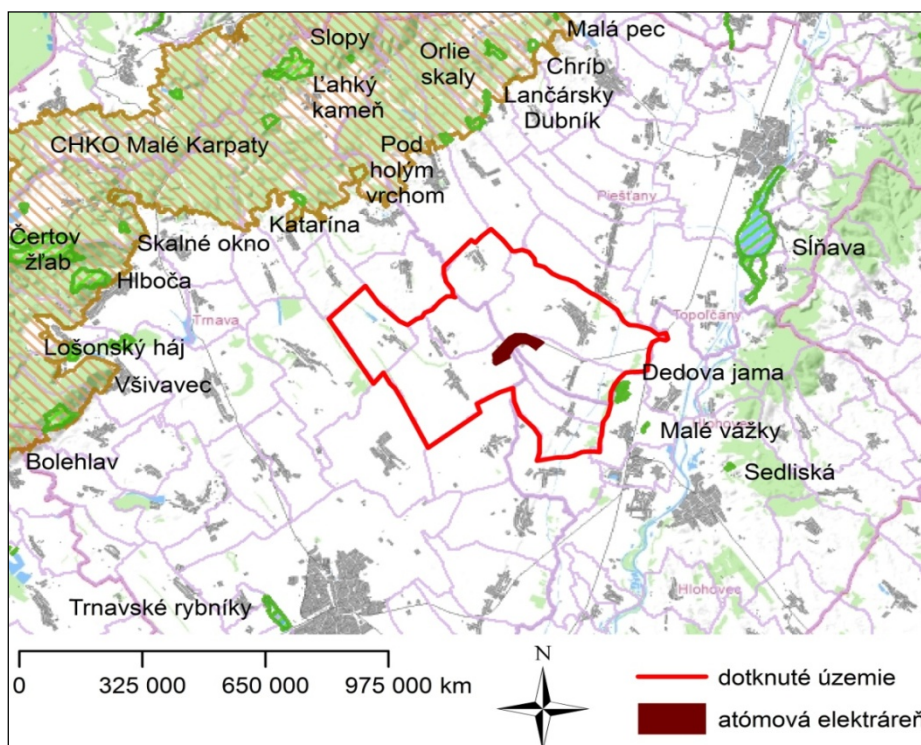 Malá pec
Slopy
Orlie
skaly
Chríb
Ľahký
kameň
Lančársky
Dubník
CHKO Malé Karpaty
Pod
holým
vrchom
Piešťany
Katarína
Čertov
žľab
Skalné okno
Sĺňava
Hlboča
Trnava
Topoľčany
Lošonský háj
Dedova jama
Všivavec
Malé vážky
Bolehlav
Sedliská
Hlohovec
Trnavské rybníky
N
0 325 000 650 000 975 000 km
dotknuté územie
atómová elektráreň